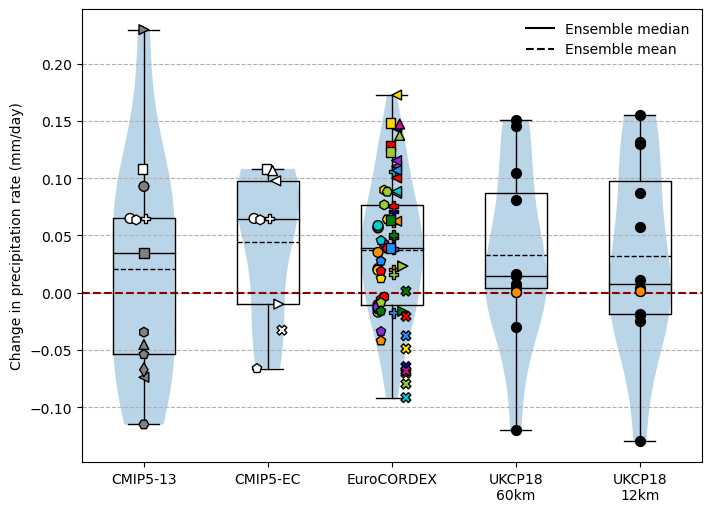 Ensemble median
Ensemble mean
Change in precipitation rate (mm/day)
0.20
0.15
0.10
0.05
0.00
−0.05
−0.10
CMIP5-13
CMIP5-EC
EuroCORDEX
UKCP18
60km
UKCP18
12km